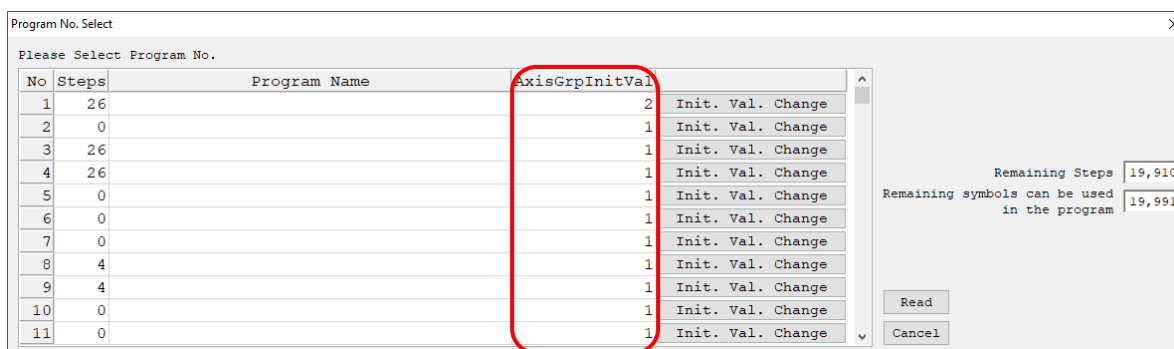 Program No. Select
Please Select Program No.
No Steps Program Name AxisGrpInitVal
1 26 2 Init. Val. Change
2 0 1 Init. Val. Change
3 26 1 Init. Val. Change
4 26 1 Init. Val. Change
5 0 1 Init. Val. Change
6 0 1 Init. Val. Change
7 0 1 Init. Val. Change
8 4 1 Init. Val. Change
9 4 1 Init. Val. Change
10 0 1 Init. Val. Change
11 0 1 Init. Val. Change
Remaining Steps 19,910
Remaining symbols can be used
in the program 19,991
Read
Cancel